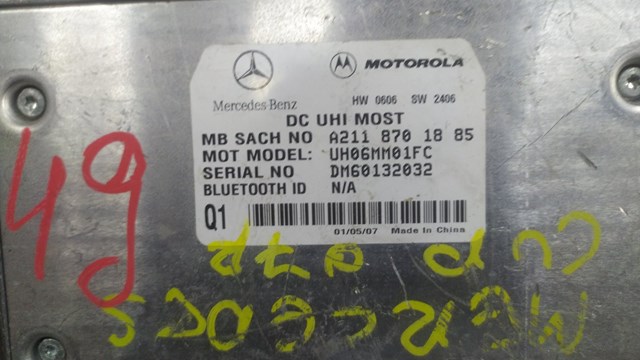 Mercedes-Benz
MOTOROLA
HW 0606 SW 2406
DC UHI MOST
MB SACH NO A211 870 18 85
MOT MODEL: UH06MM01FC
SERIAL NO DM60132032
BLUETOOTH ID N/A
Q1
01/05/07 Made in China
49
MERCEDES